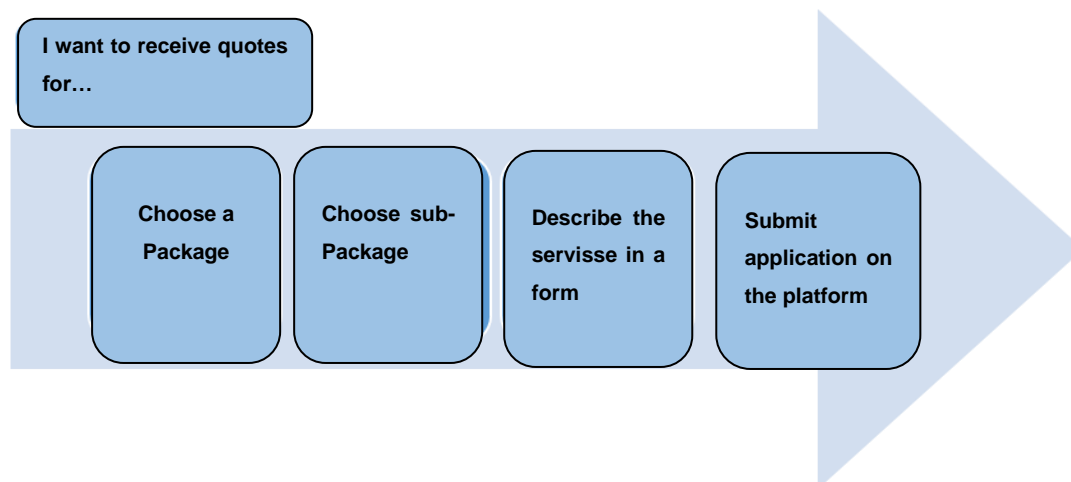 I want to receive quotes
for…
Choose a
Package
Choose sub-
Package
Describe the
servisse in a
form
Submit
application on
the platform